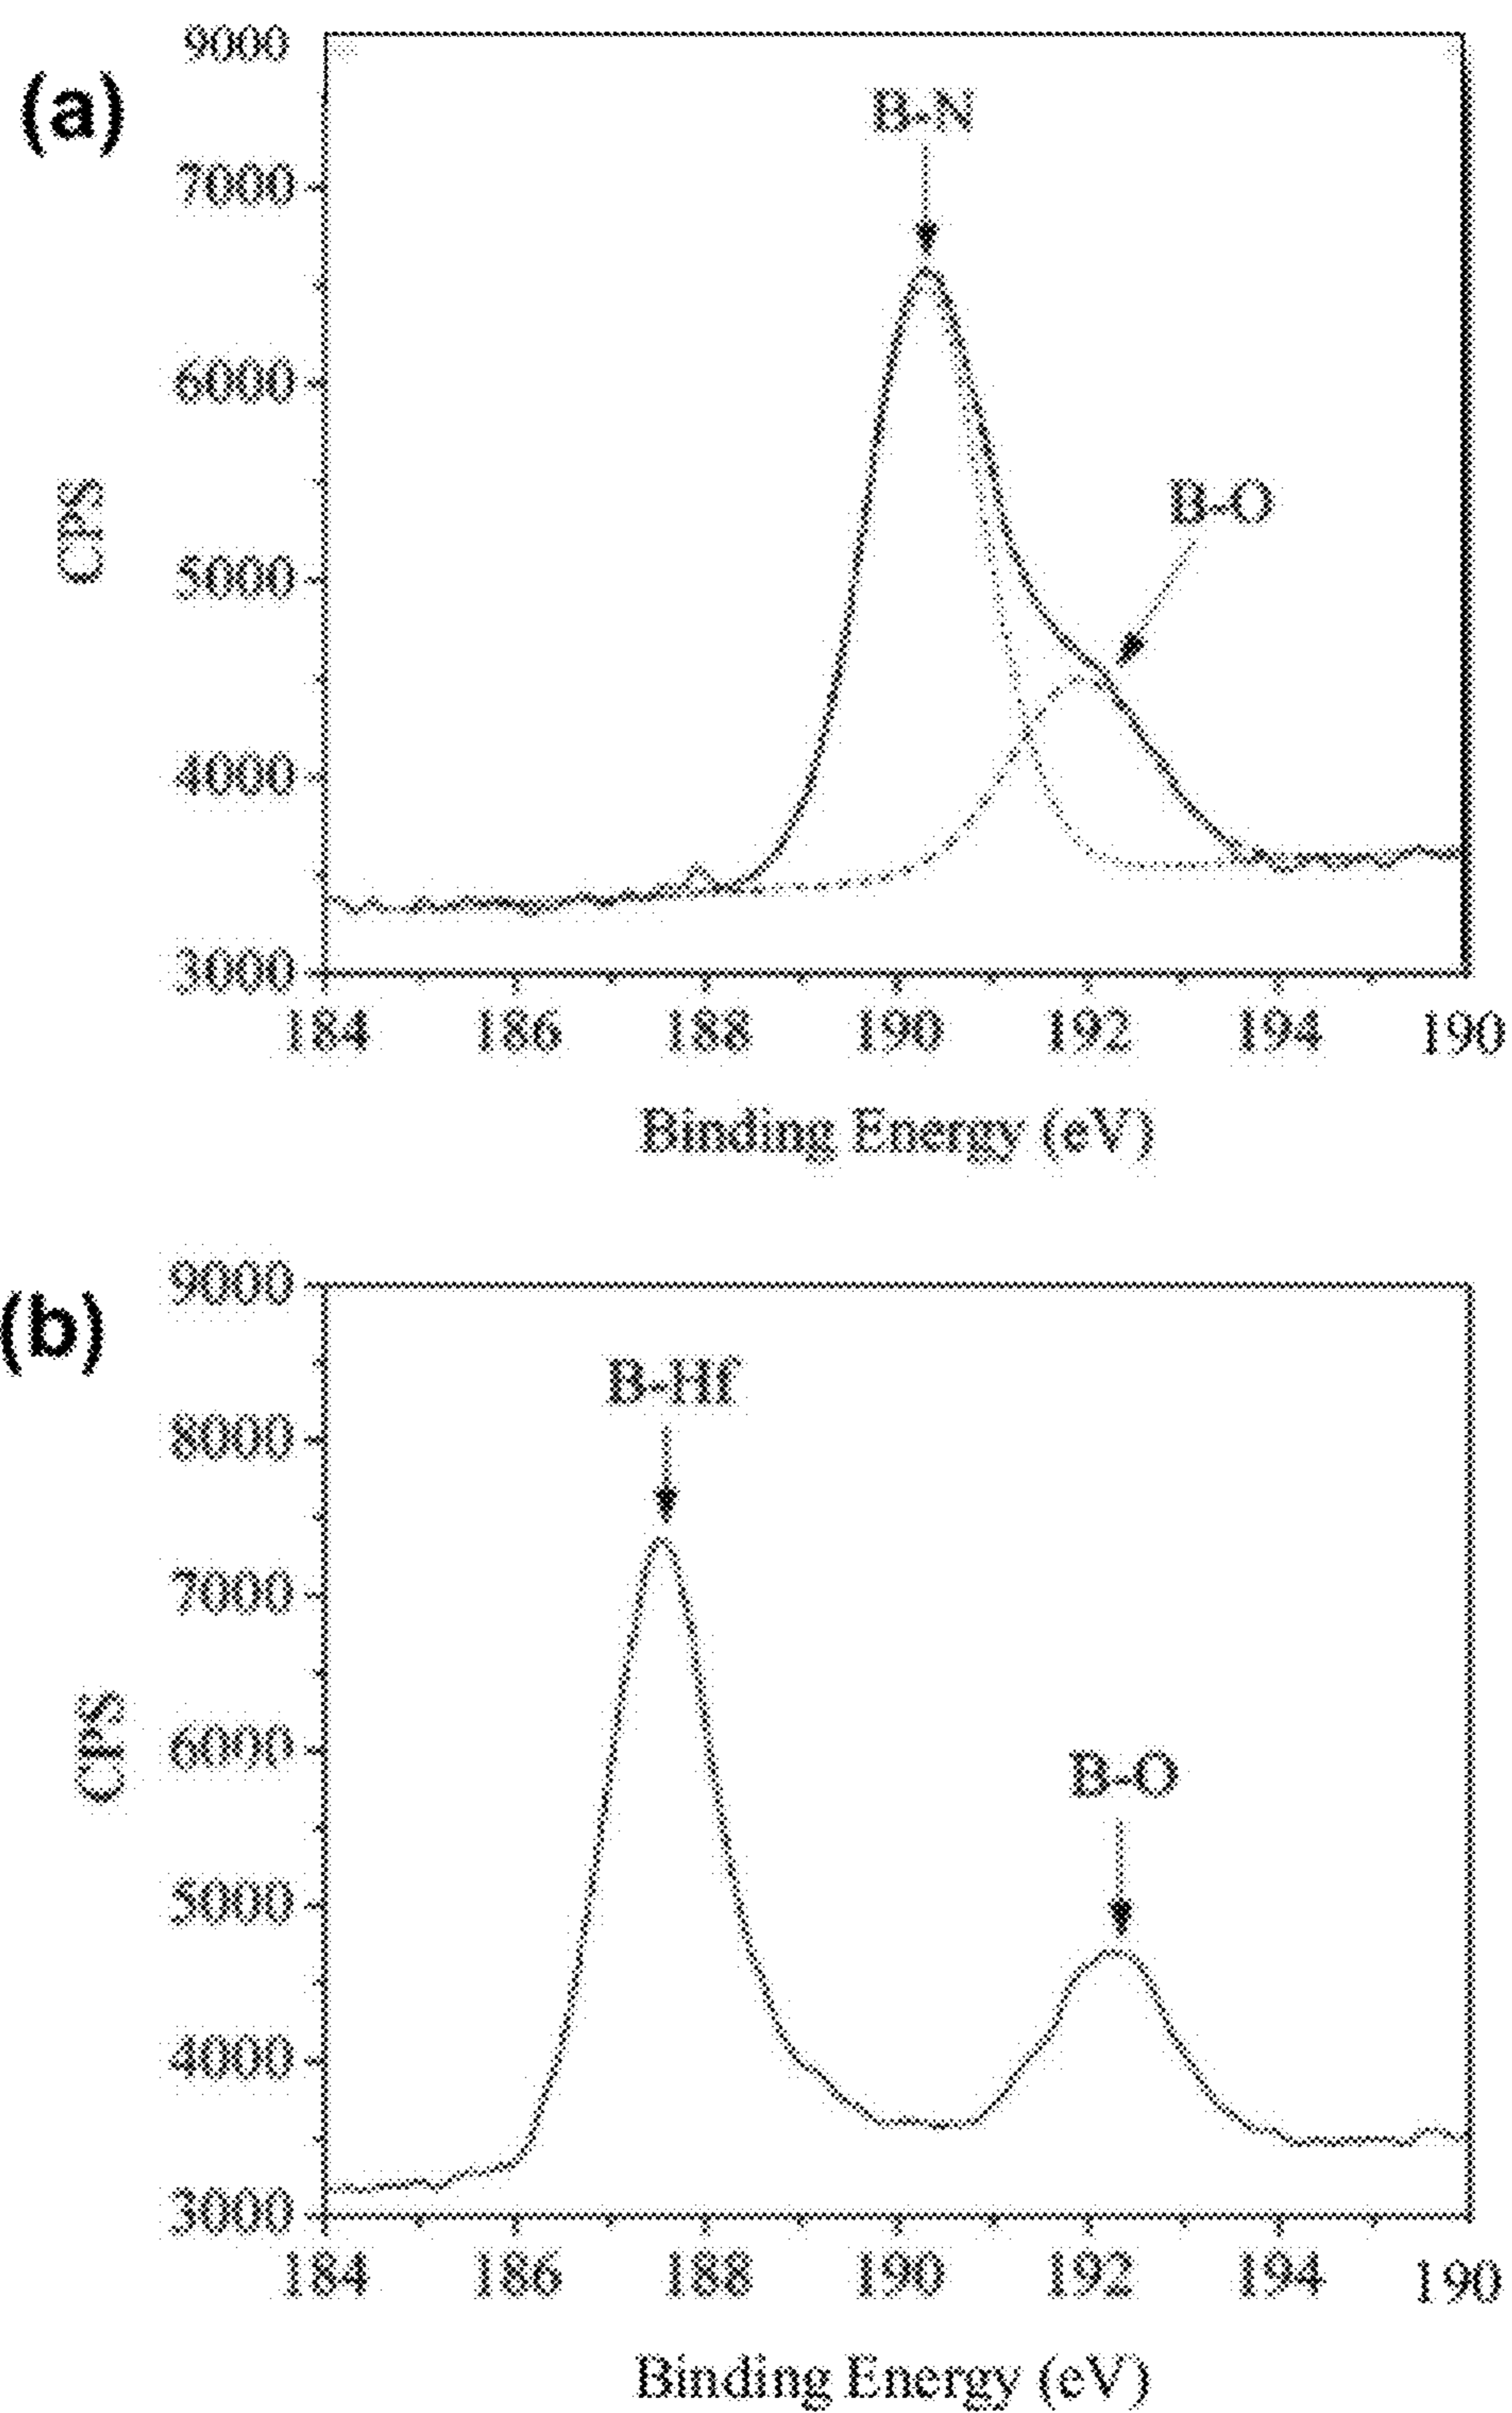 9000
(a)
B-N
7000
6000
B-O
CPS
5000
4000
3000
184 186 188 190 192 194 190
Binding Energy (eV)
9000
(b)
B-Hf
8000
7000
CPS
6000
B-O
5000
4000
3000
184 186 188 190 192 194 190
Binding Energy (eV)